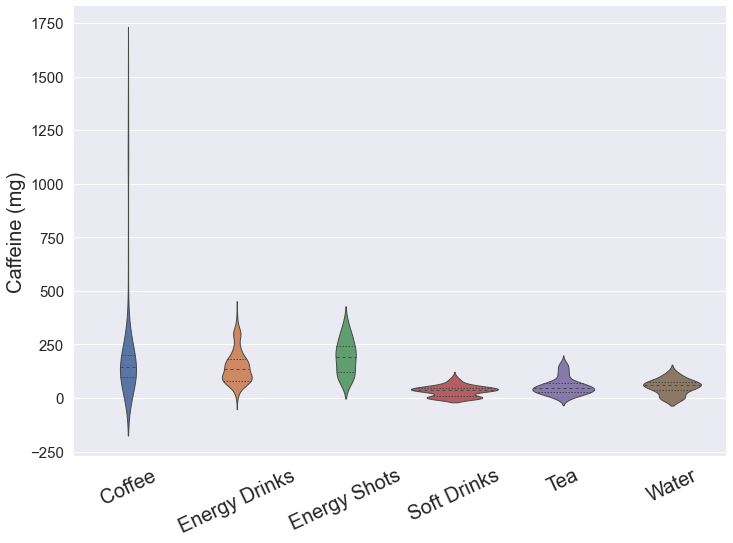 1750
1500
1250
1000
750
500
250
0
−250
Caffeine (mg)
Coffee
Energy Drinks
Energy Shots
Soft Drinks
Tea
Water